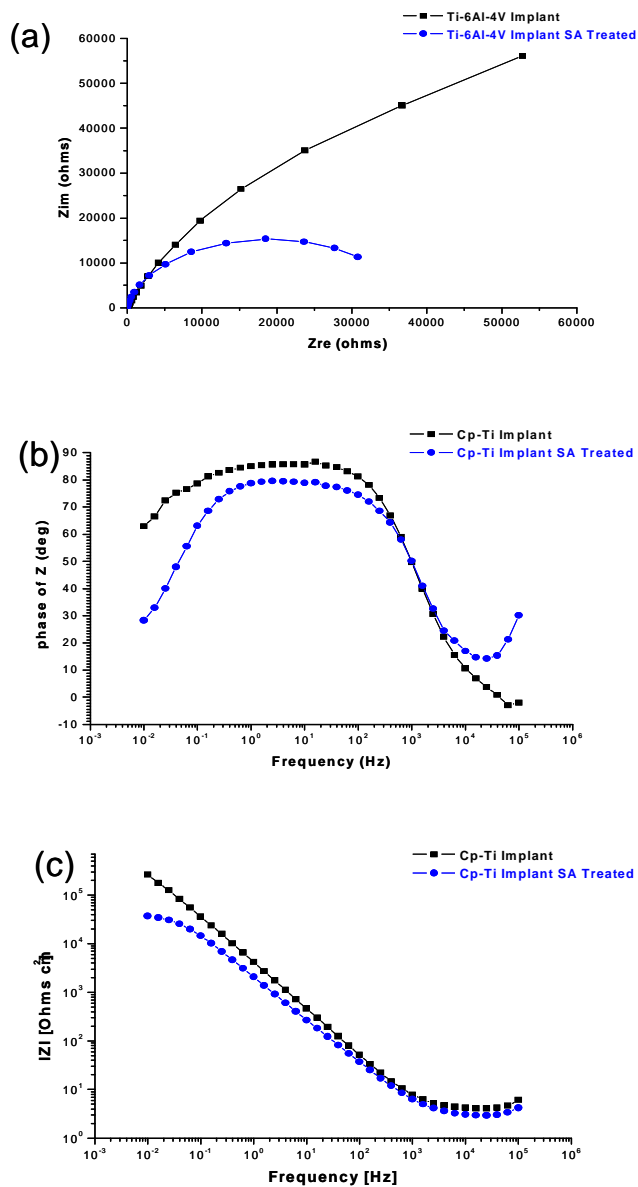 (a)
Ti-6Al-4V Implant
Ti-6Al-4V Implant SA Treated
60000
50000
40000
30000
20000
10000
0
Zim (ohms)
0 10000 20000 30000 40000 50000 60000
Zre (ohms)
(b)
Cp-Ti Implant
Cp-Ti Implant SA Treated
90
80
70
60
50
40
30
20
10
0
-10
phase of Z (deg)
10⁻³ 10⁻² 10⁻¹ 10⁰ 10¹ 10² 10³ 10⁴ 10⁵ 10⁶
Frequency (Hz)
(c)
Cp-Ti Implant
Cp-Ti Implant SA Treated
10⁵
10⁴
10³
10²
10¹
10⁰
IZI [Ohms cm²]
10⁻³ 10⁻² 10⁻¹ 10⁰ 10¹ 10² 10³ 10⁴ 10⁵ 10⁶
Frequency [Hz]